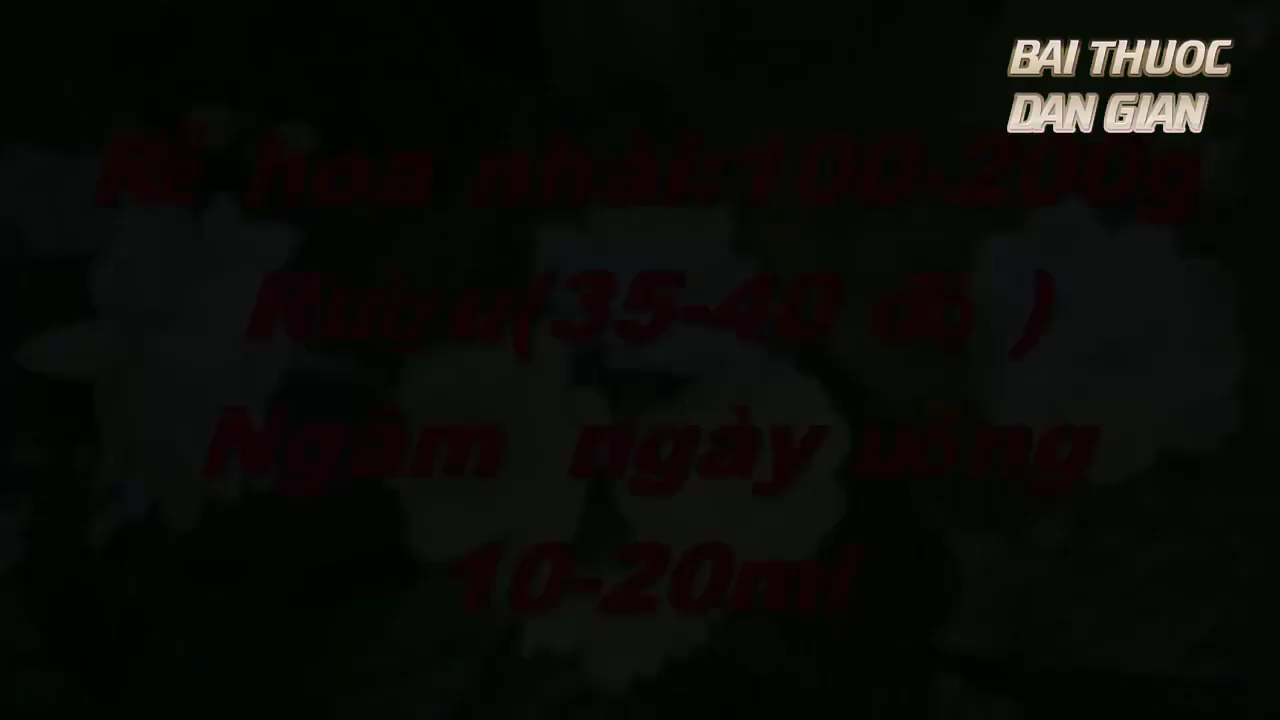 BAI THUOC
DAN GIAN
Rễ hoa nhài:100-200g
Rượu(35-40 độ )
Ngâm ngày uống
10-20ml